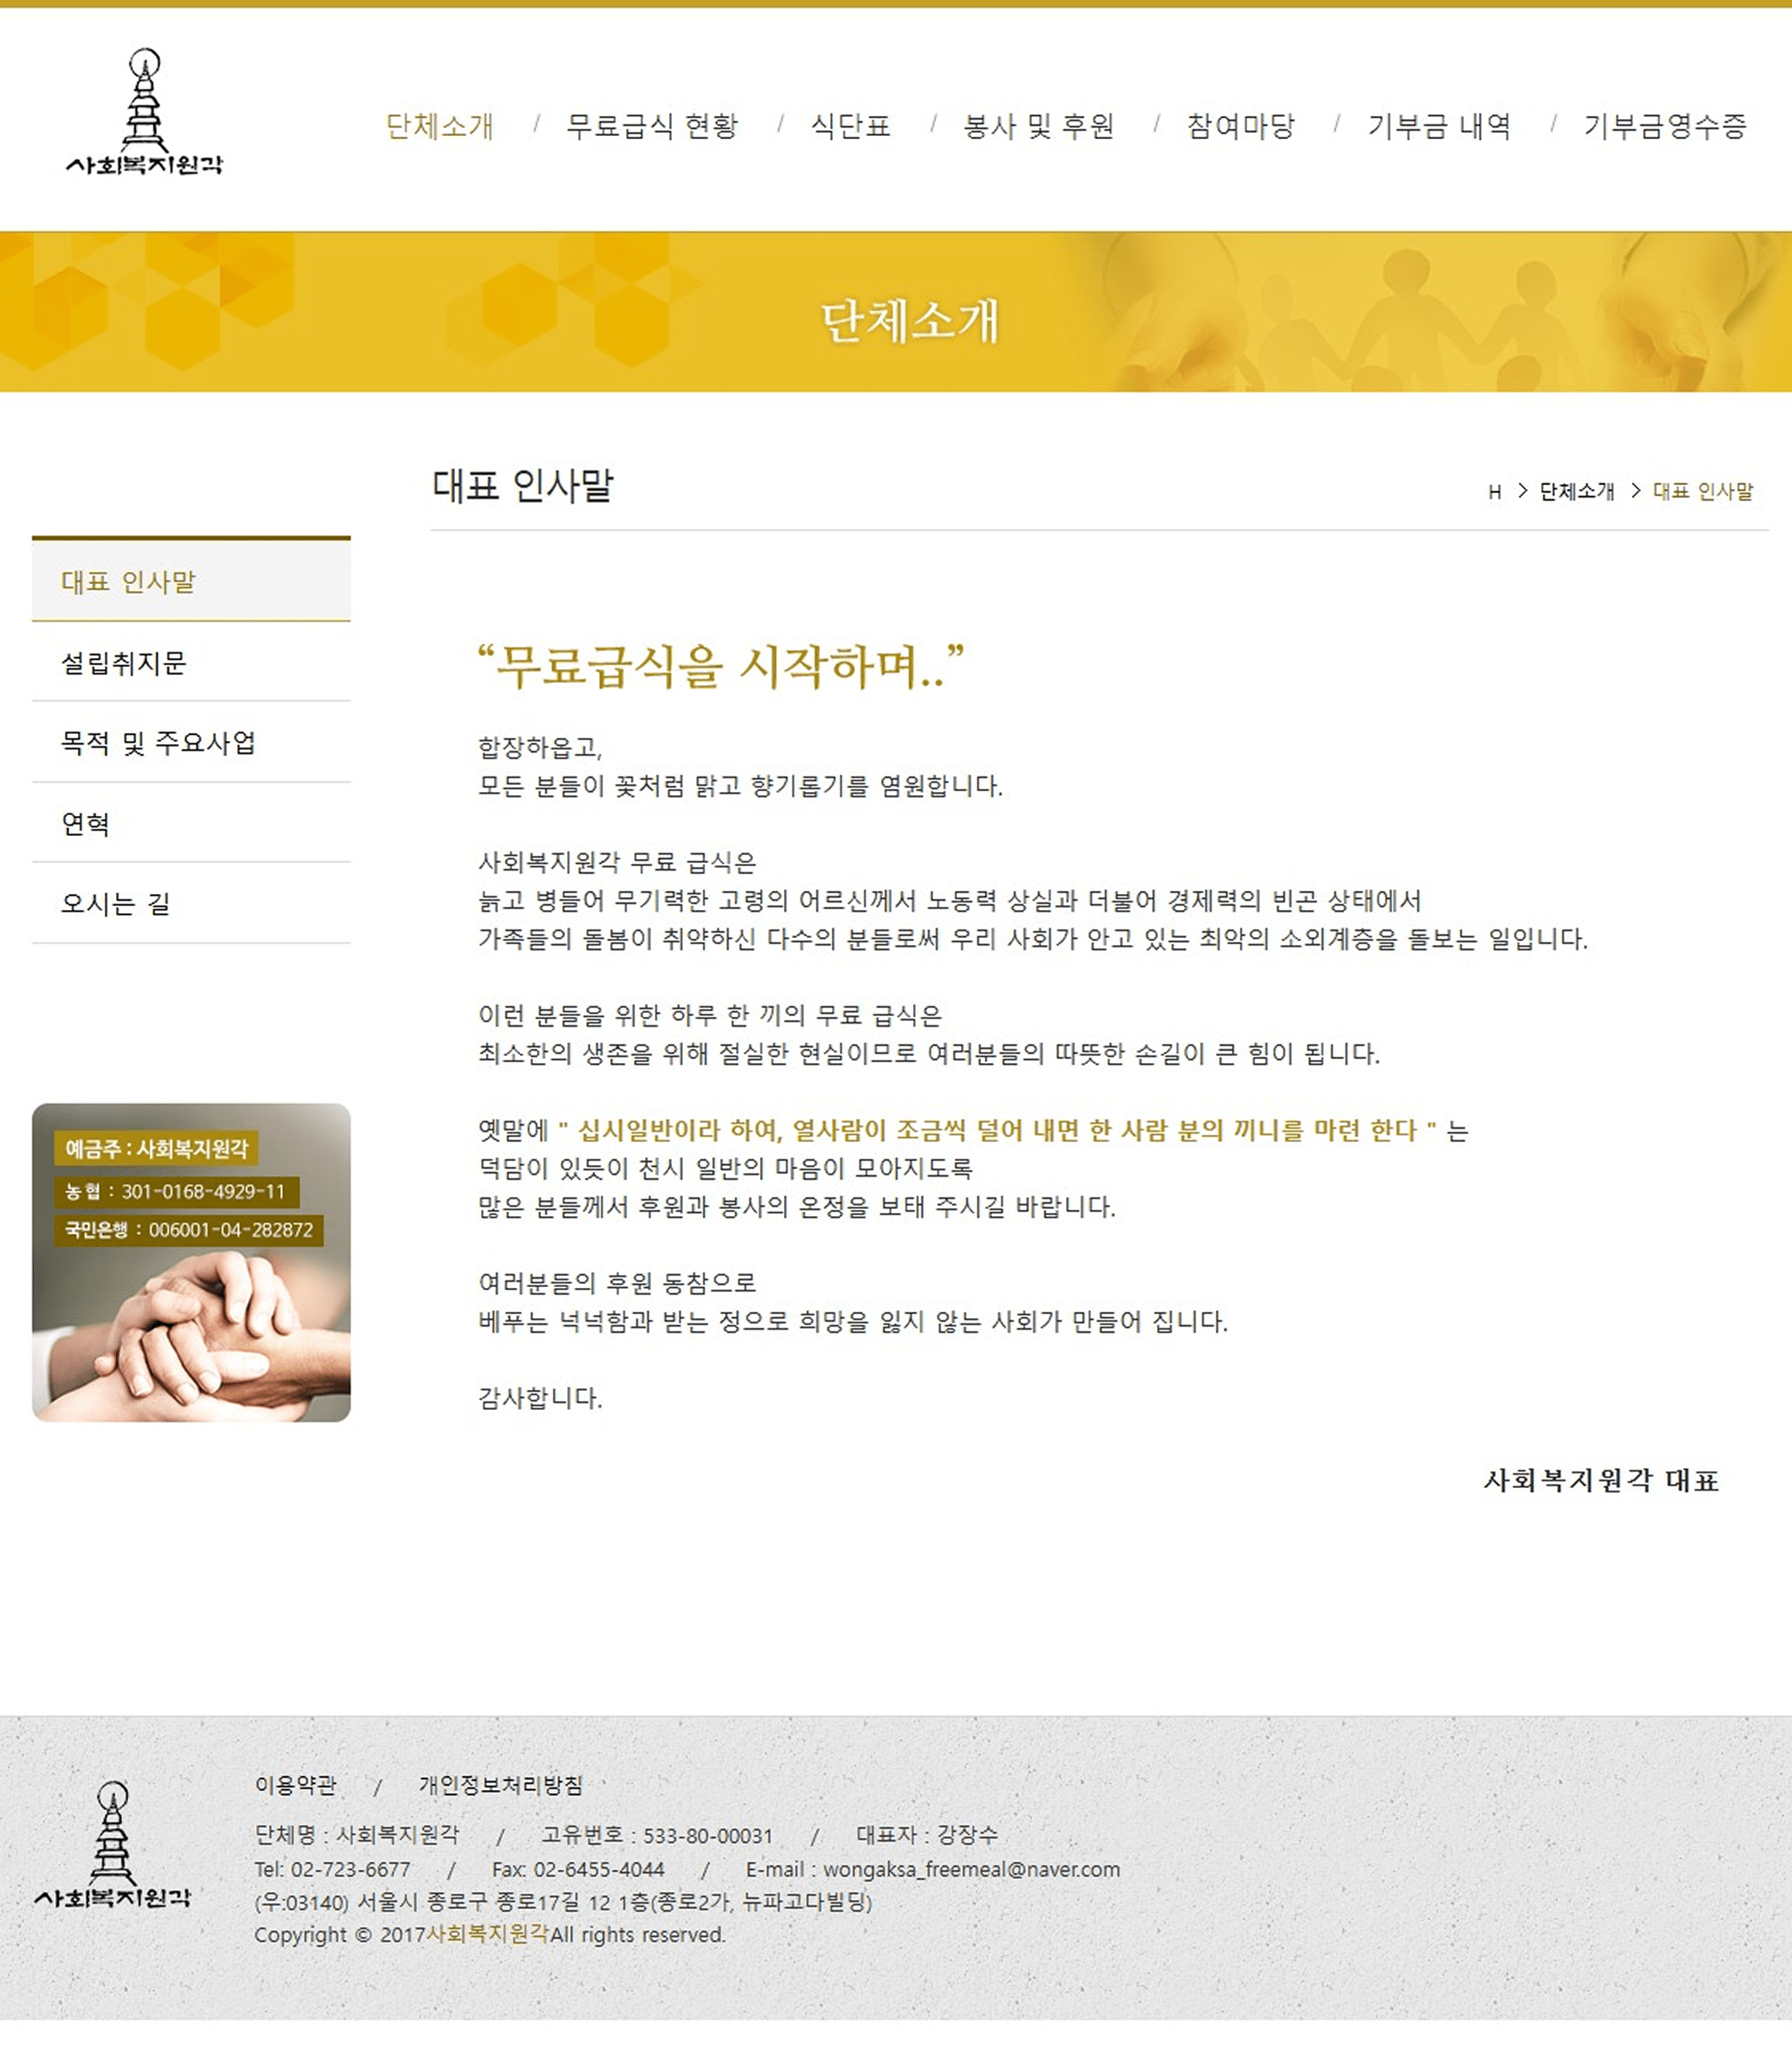 사회복지원각
단체소개 / 무료급식 현황 / 식단표 / 봉사 및 후원 / 참여마당 / 기부금 내역 / 기부금영수증
단체소개
대표 인사말
H > 단체소개 > 대표 인사말
대표 인사말
설립취지문
목적 및 주요사업
연혁
오시는 길
예금주 : 사회복지원각
농협 : 301-0168-4929-11
국민은행 : 006001-04-282872
“무료급식을 시작하며..”
합장하옵고,
모든 분들이 꽃처럼 맑고 향기롭기를 염원합니다.
사회복지원각 무료 급식은
늙고 병들어 무기력한 고령의 어르신께서 노동력 상실과 더불어 경제력의 빈곤 상태에서
가족들의 돌봄이 취약하신 다수의 분들로써 우리 사회가 안고 있는 최악의 소외계층을 돌보는 일입니다.
이런 분들을 위한 하루 한 끼의 무료 급식은
최소한의 생존을 위해 절실한 현실이므로 여러분들의 따뜻한 손길이 큰 힘이 됩니다.
옛말에 " 십시일반이라 하여, 열사람이 조금씩 덜어 내면 한 사람 분의 끼니를 마련 한다 " 는
덕담이 있듯이 천시 일반의 마음이 모아지도록
많은 분들께서 후원과 봉사의 온정을 보태 주시길 바랍니다.
여러분들의 후원 동참으로
베푸는 넉넉함과 받는 정으로 희망을 잃지 않는 사회가 만들어 집니다.
감사합니다.
사회복지원각 대표
사회복지원각
이용약관 / 개인정보처리방침
단체명 : 사회복지원각 / 고유번호 : 533-80-00031 / 대표자 : 강장수
Tel: 02-723-6677 / Fax: 02-6455-4044 / E-mail : wongaksa_freemeal@naver.com
(우:03140) 서울시 종로구 종로17길 12 1층(종로2가, 뉴파고다빌딩)
Copyright © 2017사회복지원각All rights reserved.